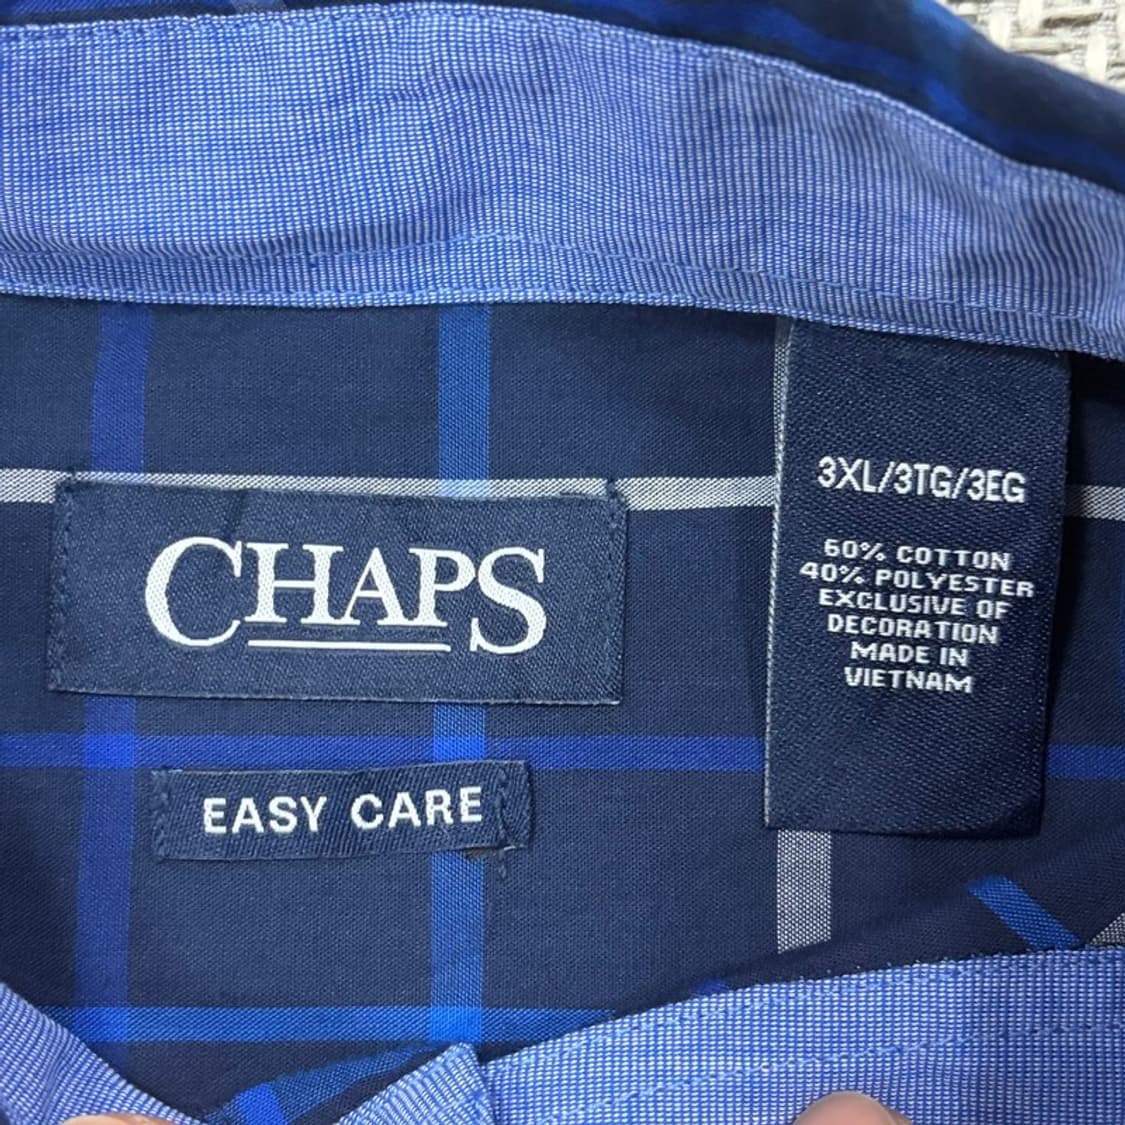 CHAPS
EASY CARE
3XL/3TG/3EG
60% COTTON
40% POLYESTER
EXCLUSIVE OF
DECORATION
MADE IN
VIETNAM